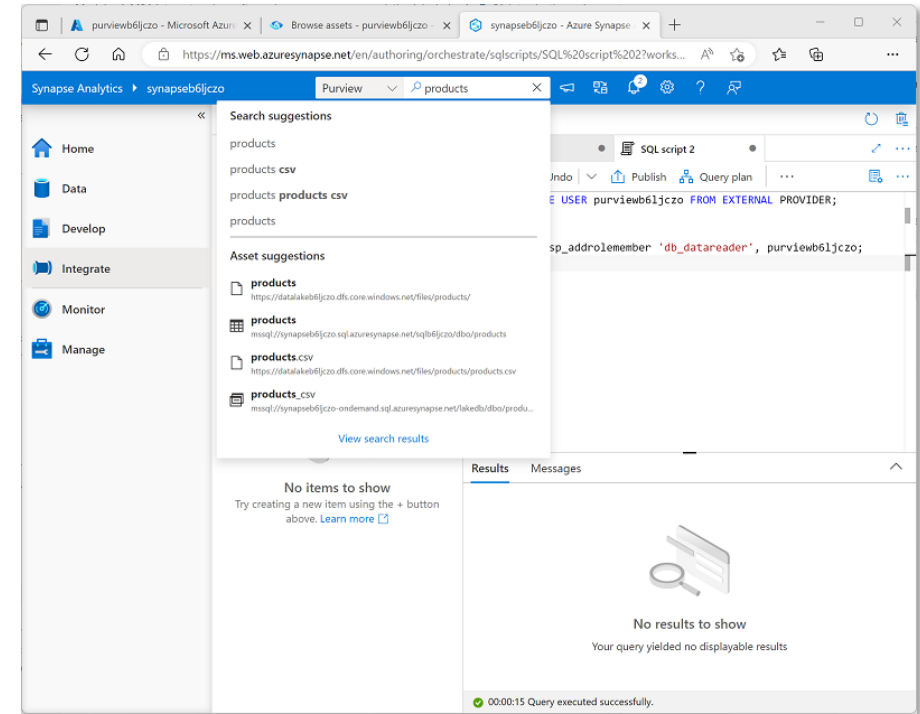 purviewb6ljczo - Microsoft Azur
Browse assets - purviewb6ljczo -
synapseb6ljczo - Azure Synapse
https://ms.web.azuresynapse.net/en/authoring/orchestrate/sqlscripts/SQL%20script%202?works...
Synapse Analytics
synapseb6ljczo
Purview
products
2
«
Home
Data
Develop
Integrate
Monitor
Manage
Search suggestions
products
products csv
products products csv
products
Asset suggestions
products
https://datalakeb6ljczo.dfs.core.windows.net/files/products/
products
mssql://synapseb6ljczo.sql.azuresynapse.net/sqlb6ljczo/dbo/products
products.csv
https://datalakeb6ljczo.dfs.core.windows.net/files/products/products.csv
products_csv
mssql://synapseb6ljczo-ondemand.sql.azuresynapse.net/lakedb/dbo/produ...
View search results
No items to show
Try creating a new item using the + button
above. Learn more
SQL script 2
Undo
Publish
Query plan
E USER purviewb6ljczo FROM EXTERNAL PROVIDER;
sp_addrolemember 'db_datareader', purviewb6ljczo;
Results
Messages
No results to show
Your query yielded no displayable results
00:00:15 Query executed successfully.